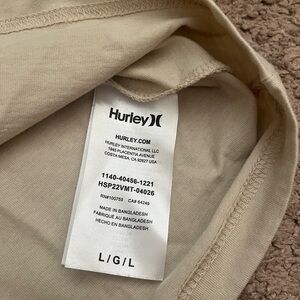 Hurley
HURLEY.COM
HURLEY INTERNATIONAL LLC
1945 PLACENTIA AVENUE
COSTA MESA, CA 92627 USA
1140-40456-1221
HSP22VMT-04026
RN#100759 CA# 64249
MADE IN BANGLADESH
FABRIQUÉ AU BANGLADESH
HECHO EN BANGLADESH
L/G/L